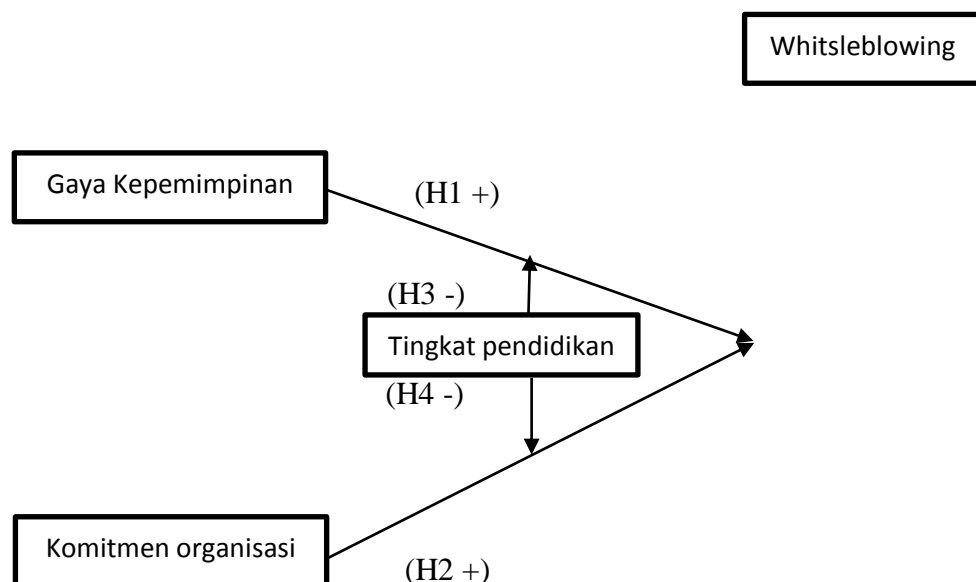 Whitsleblowing
Gaya Kepemimpinan
(H1 +)
(H3 -)
Tingkat pendidikan
(H4 -)
Komitmen organisasi
(H2 +)